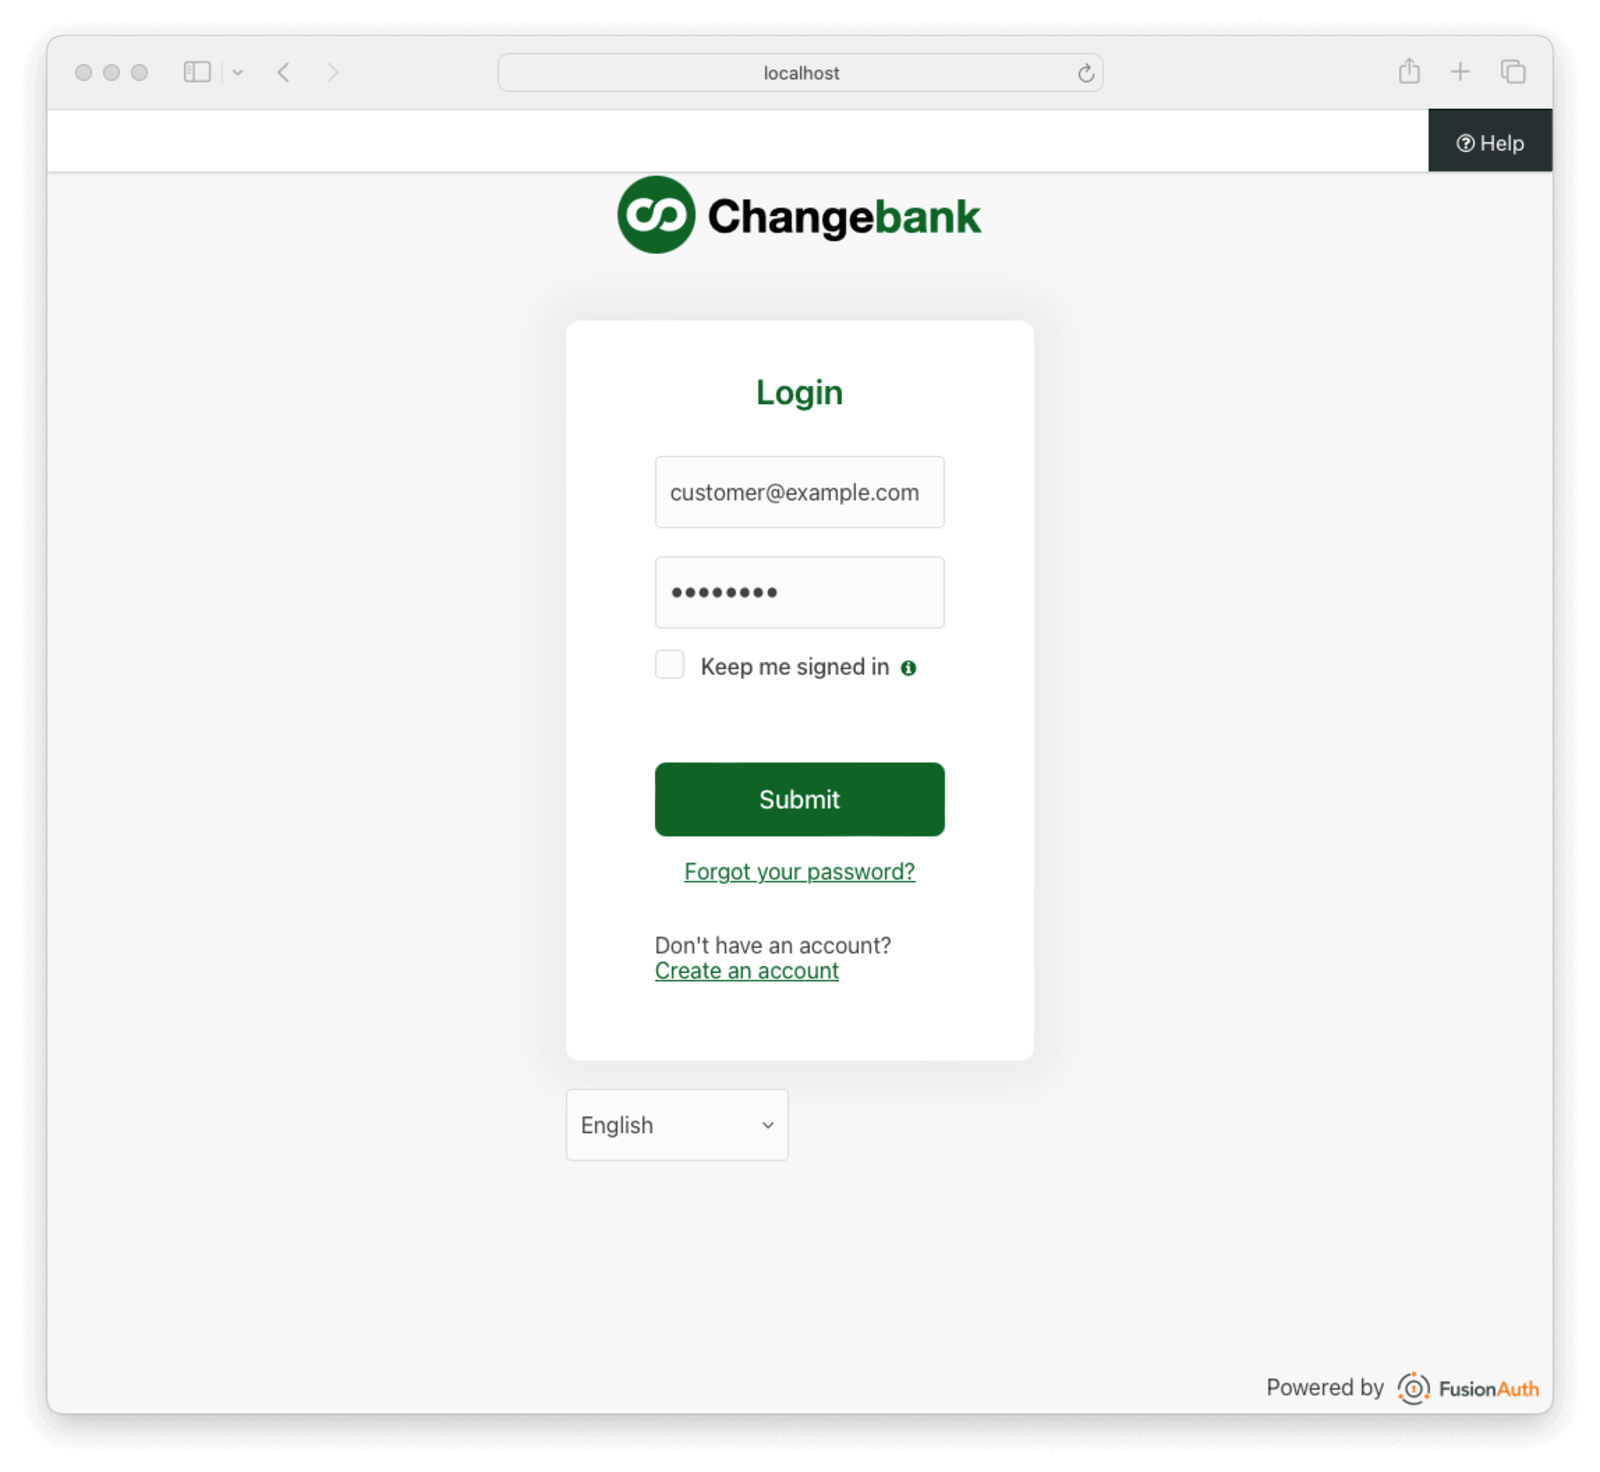 localhost
Help
Changebank
Login
customer@example.com
••••••••
Keep me signed in
Submit
Forgot your password?
Don't have an account?
Create an account
English
Powered by FusionAuth